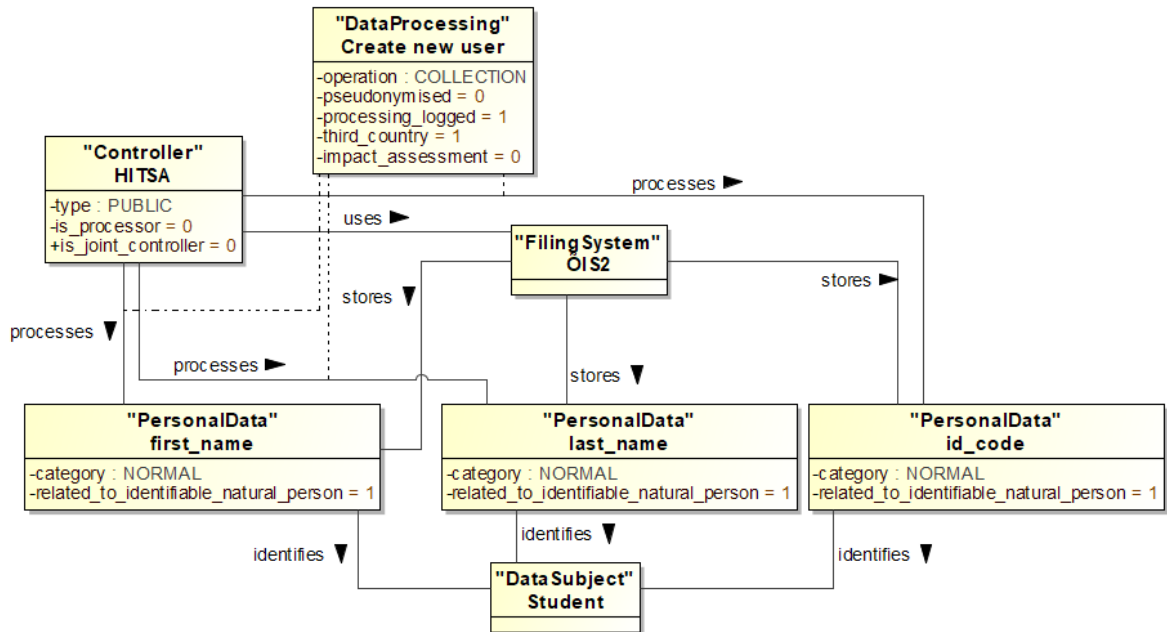 "DataProcessing"
Create new user
-operation : COLLECTION
-pseudonymised = 0
-processing_logged = 1
-third_country = 1
-impact_assessment = 0
"Controller"
HITSA
-type : PUBLIC
-is_processor = 0
+is_joint_controller = 0
processes
uses
"FilingSystem"
ÕIS2
stores
stores
processes
processes
stores
"PersonalData"
first_name
-category : NORMAL
-related_to_identifiable_natural_person = 1
"PersonalData"
last_name
-category : NORMAL
-related_to_identifiable_natural_person = 1
"PersonalData"
id_code
-category : NORMAL
-related_to_identifiable_natural_person = 1
identifies
identifies
identifies
"DataSubject"
Student